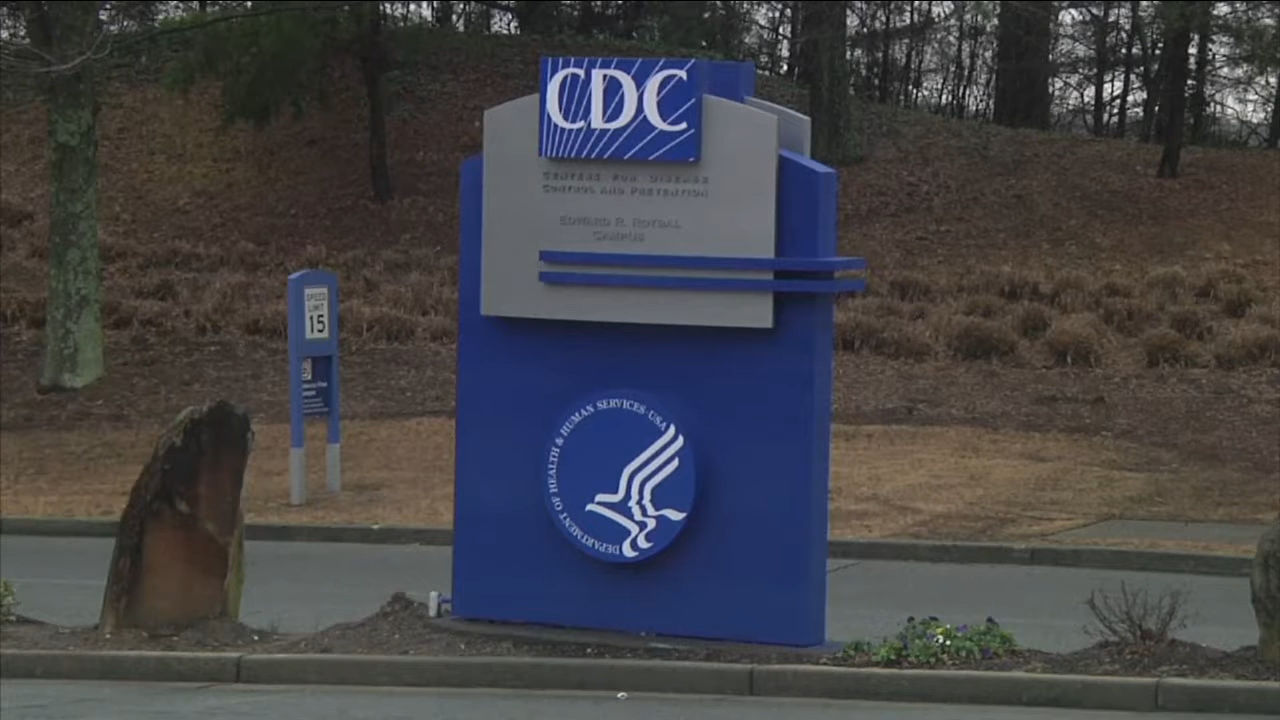 CDC
CENTERS FOR DISEASE
CONTROL AND PREVENTION
EDWARD R. ROYBAL
CAMPUS
SPEED
LIMIT
15
DEPARTMENT OF HEALTH & HUMAN SERVICES·USA